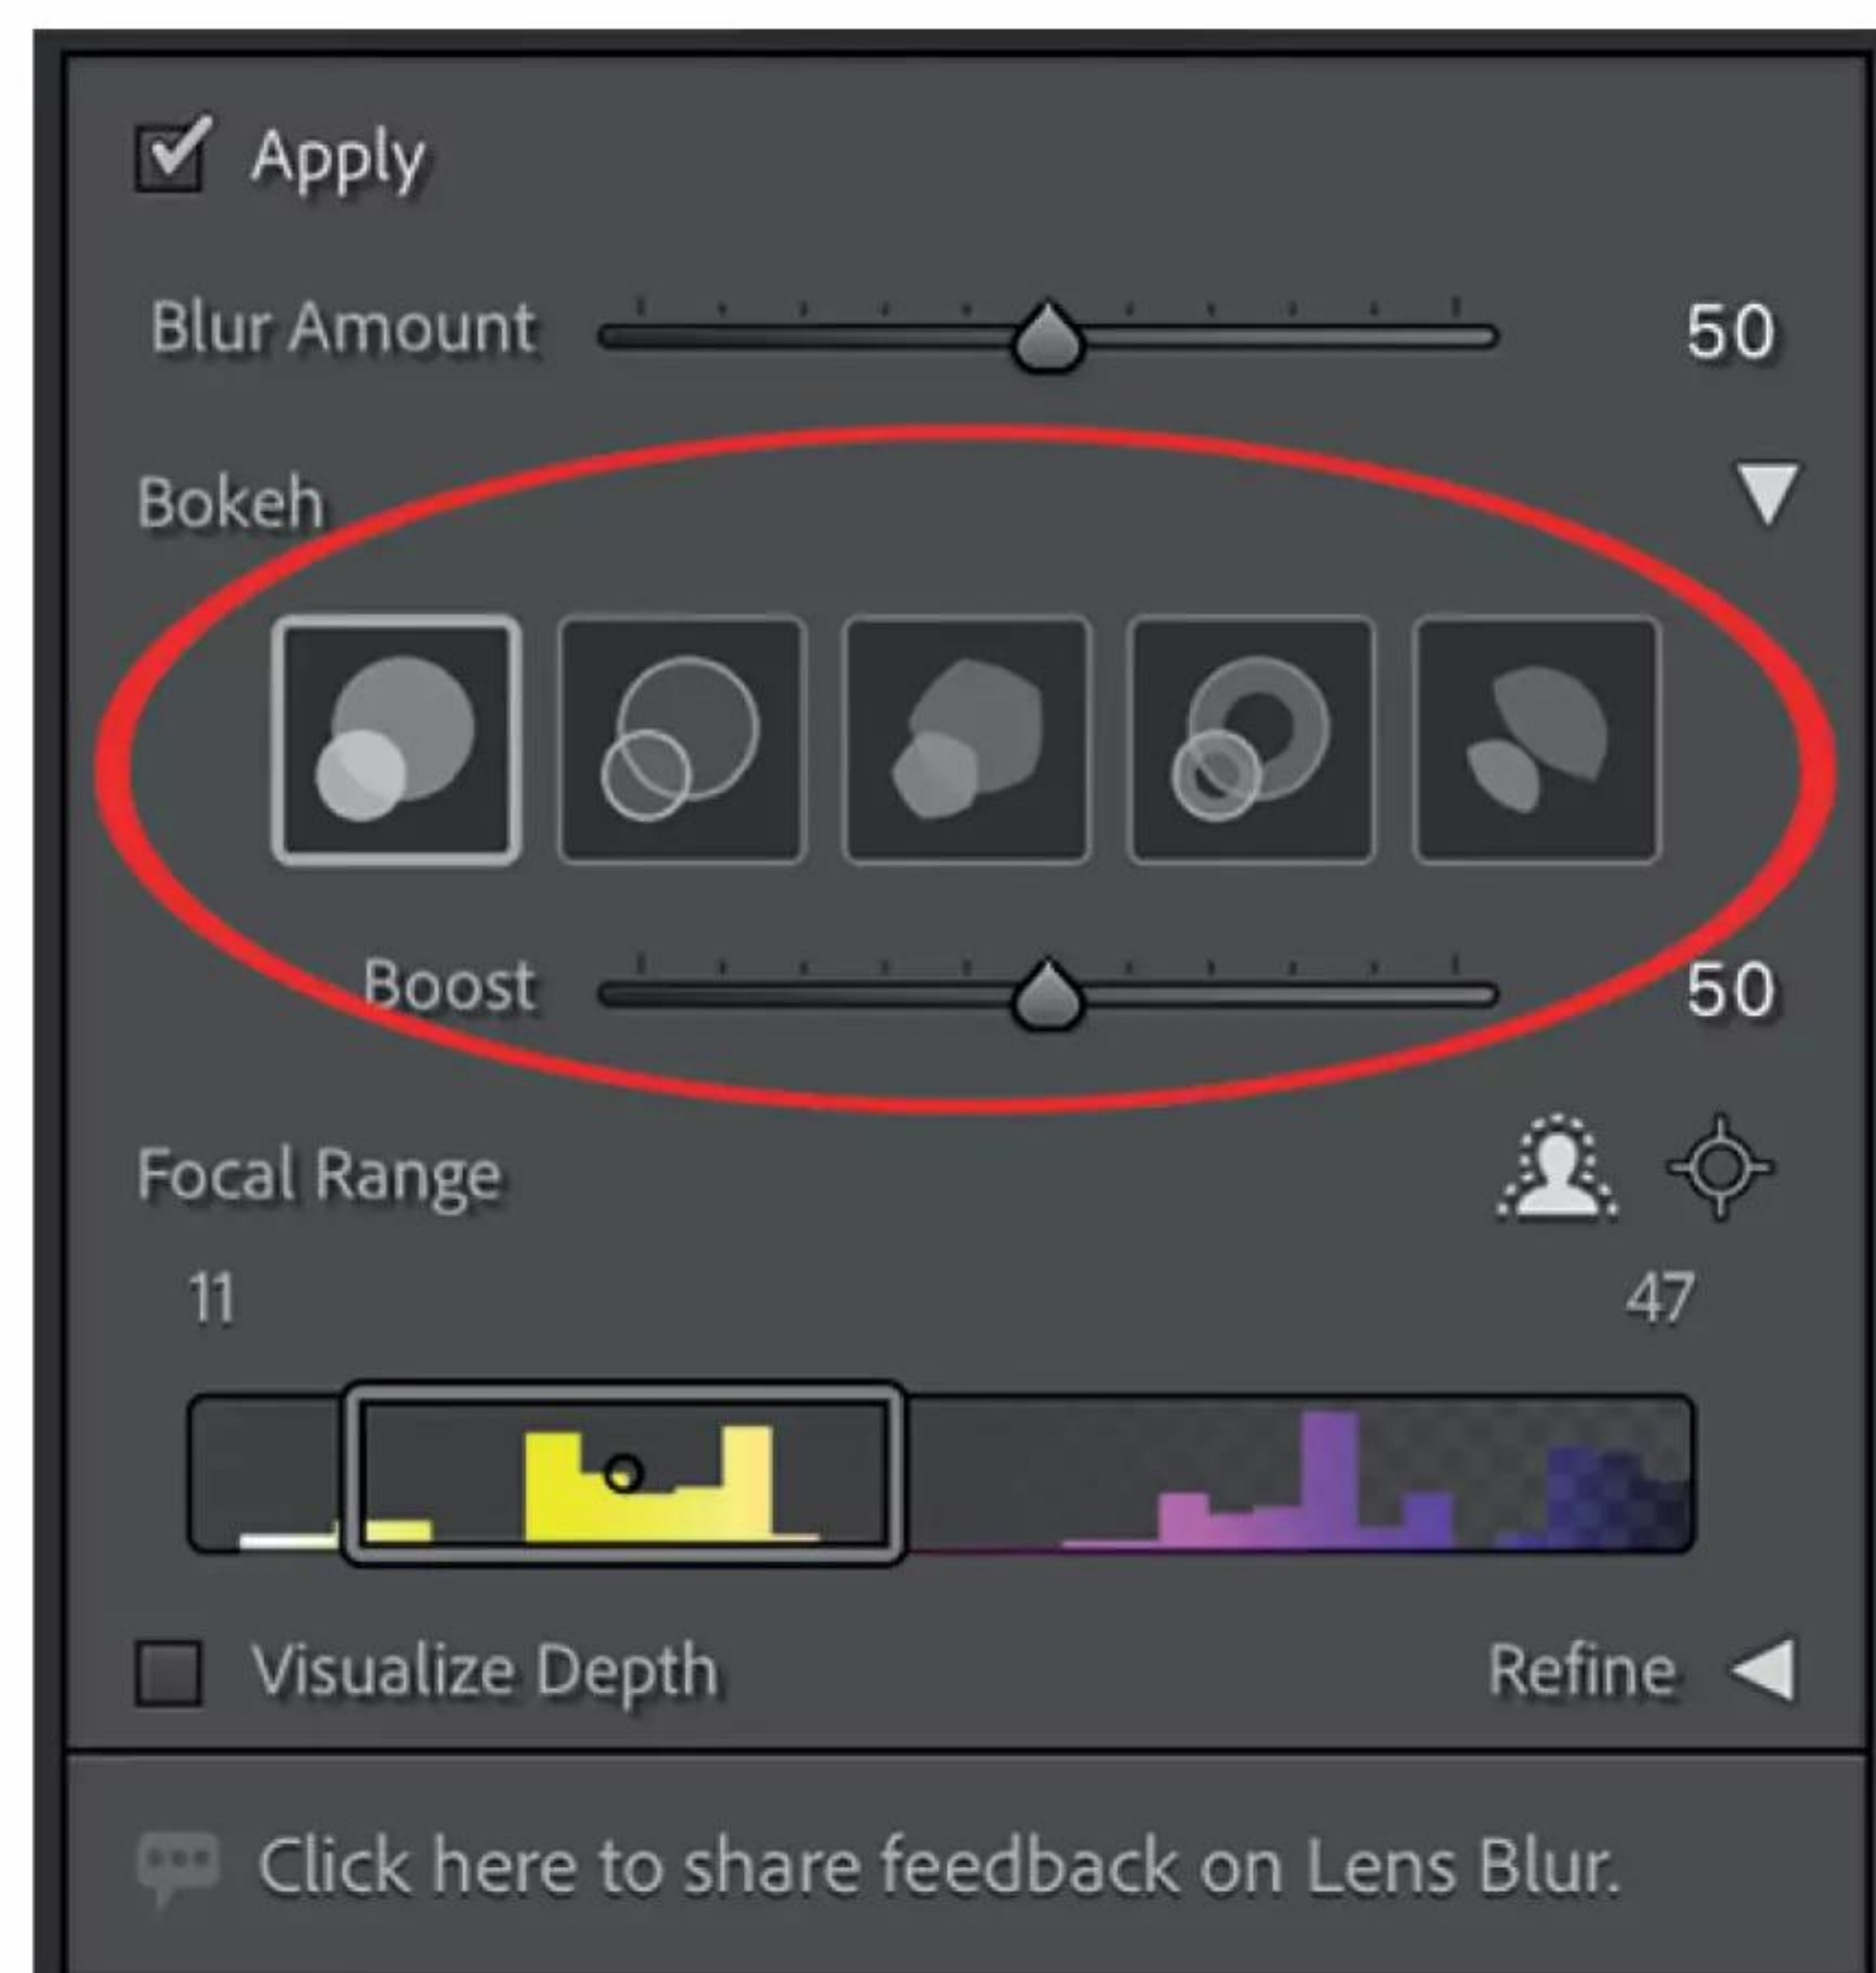 Apply
Blur Amount 50
Bokeh
Boost 50
Focal Range
11 47
Visualize Depth Refine
Click here to share feedback on Lens Blur.